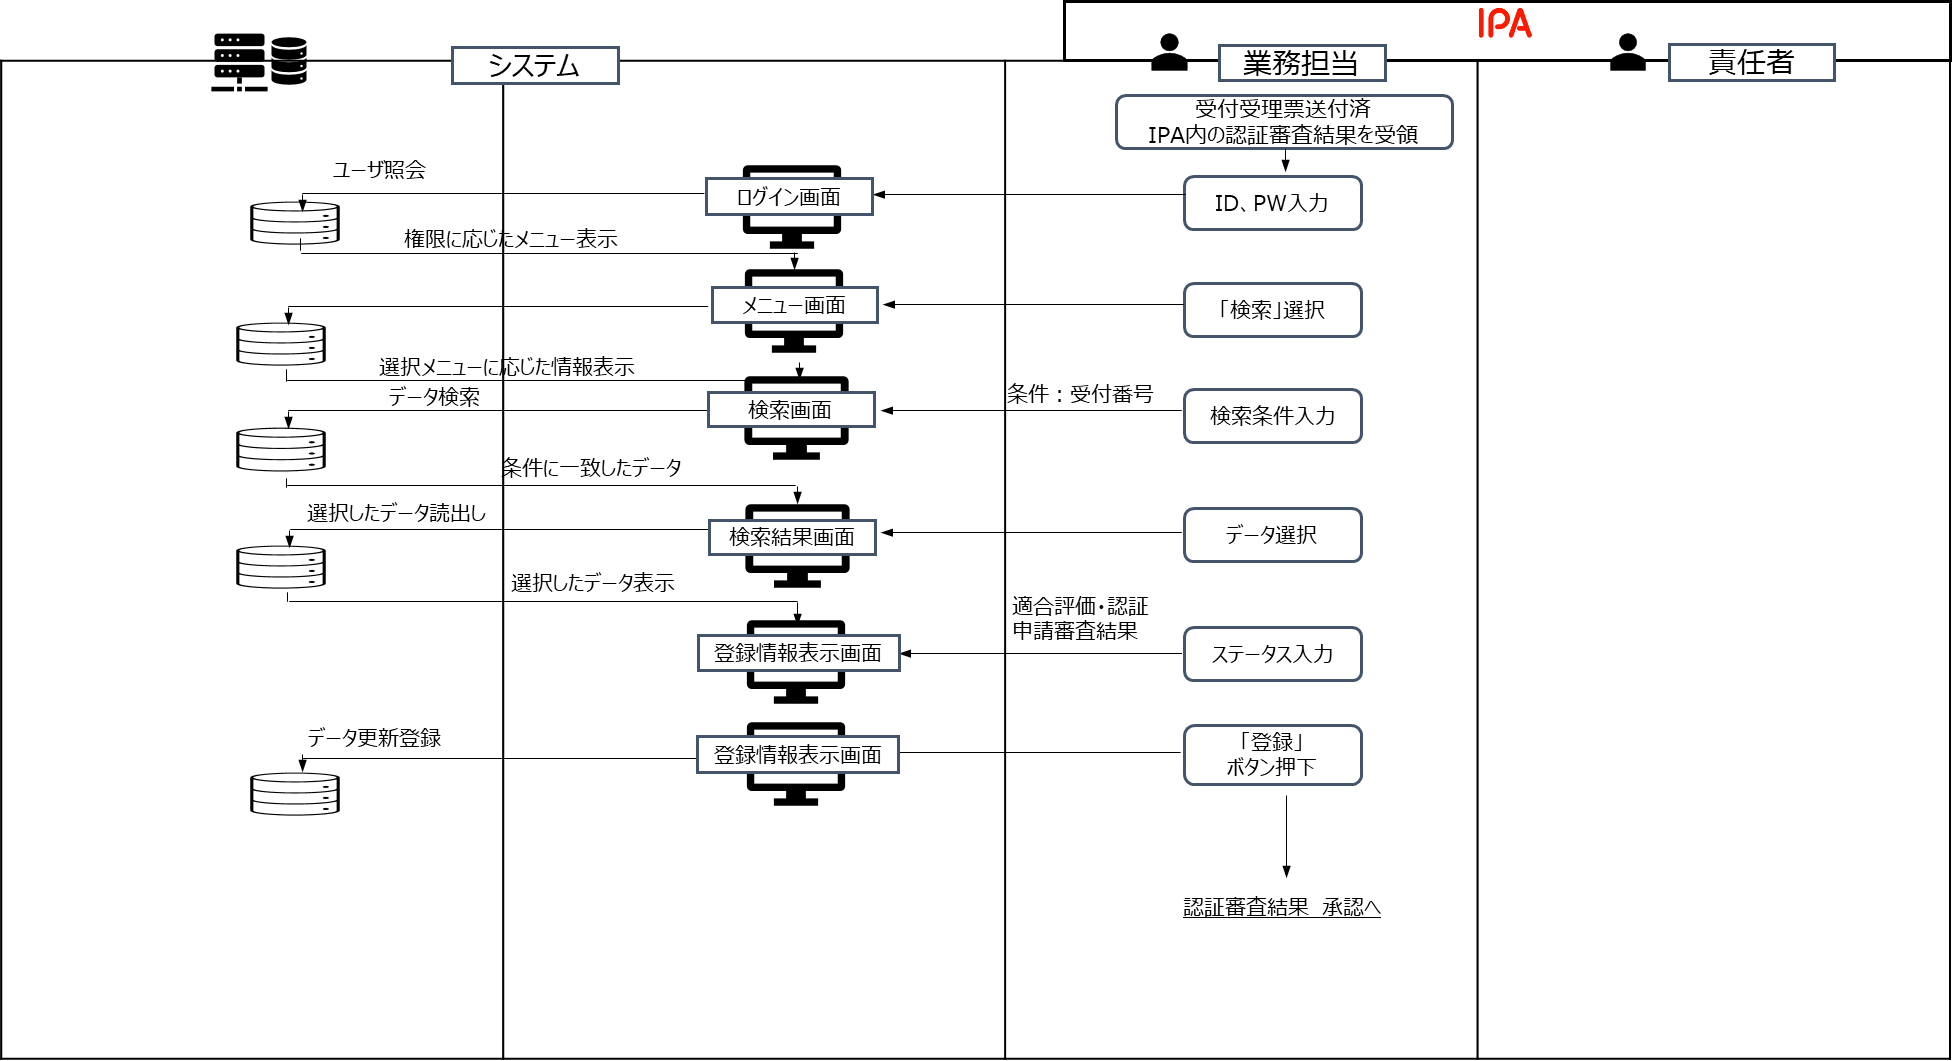 IPA
システム
業務担当
責任者
受付受理票送付済
IPA内の認証審査結果を受領
ユーザ照会
ログイン画面
ID、PW入力
権限に応じたメニュー表示
メニュー画面
「検索」選択
選択メニューに応じた情報表示
データ検索
検索画面
条件：受付番号
検索条件入力
条件に一致したデータ
選択したデータ読出し
検索結果画面
データ選択
選択したデータ表示
適合評価・認証
申請審査結果
登録情報表示画面
ステータス入力
データ更新登録
登録情報表示画面
「登録」
ボタン押下
認証審査結果　承認へ